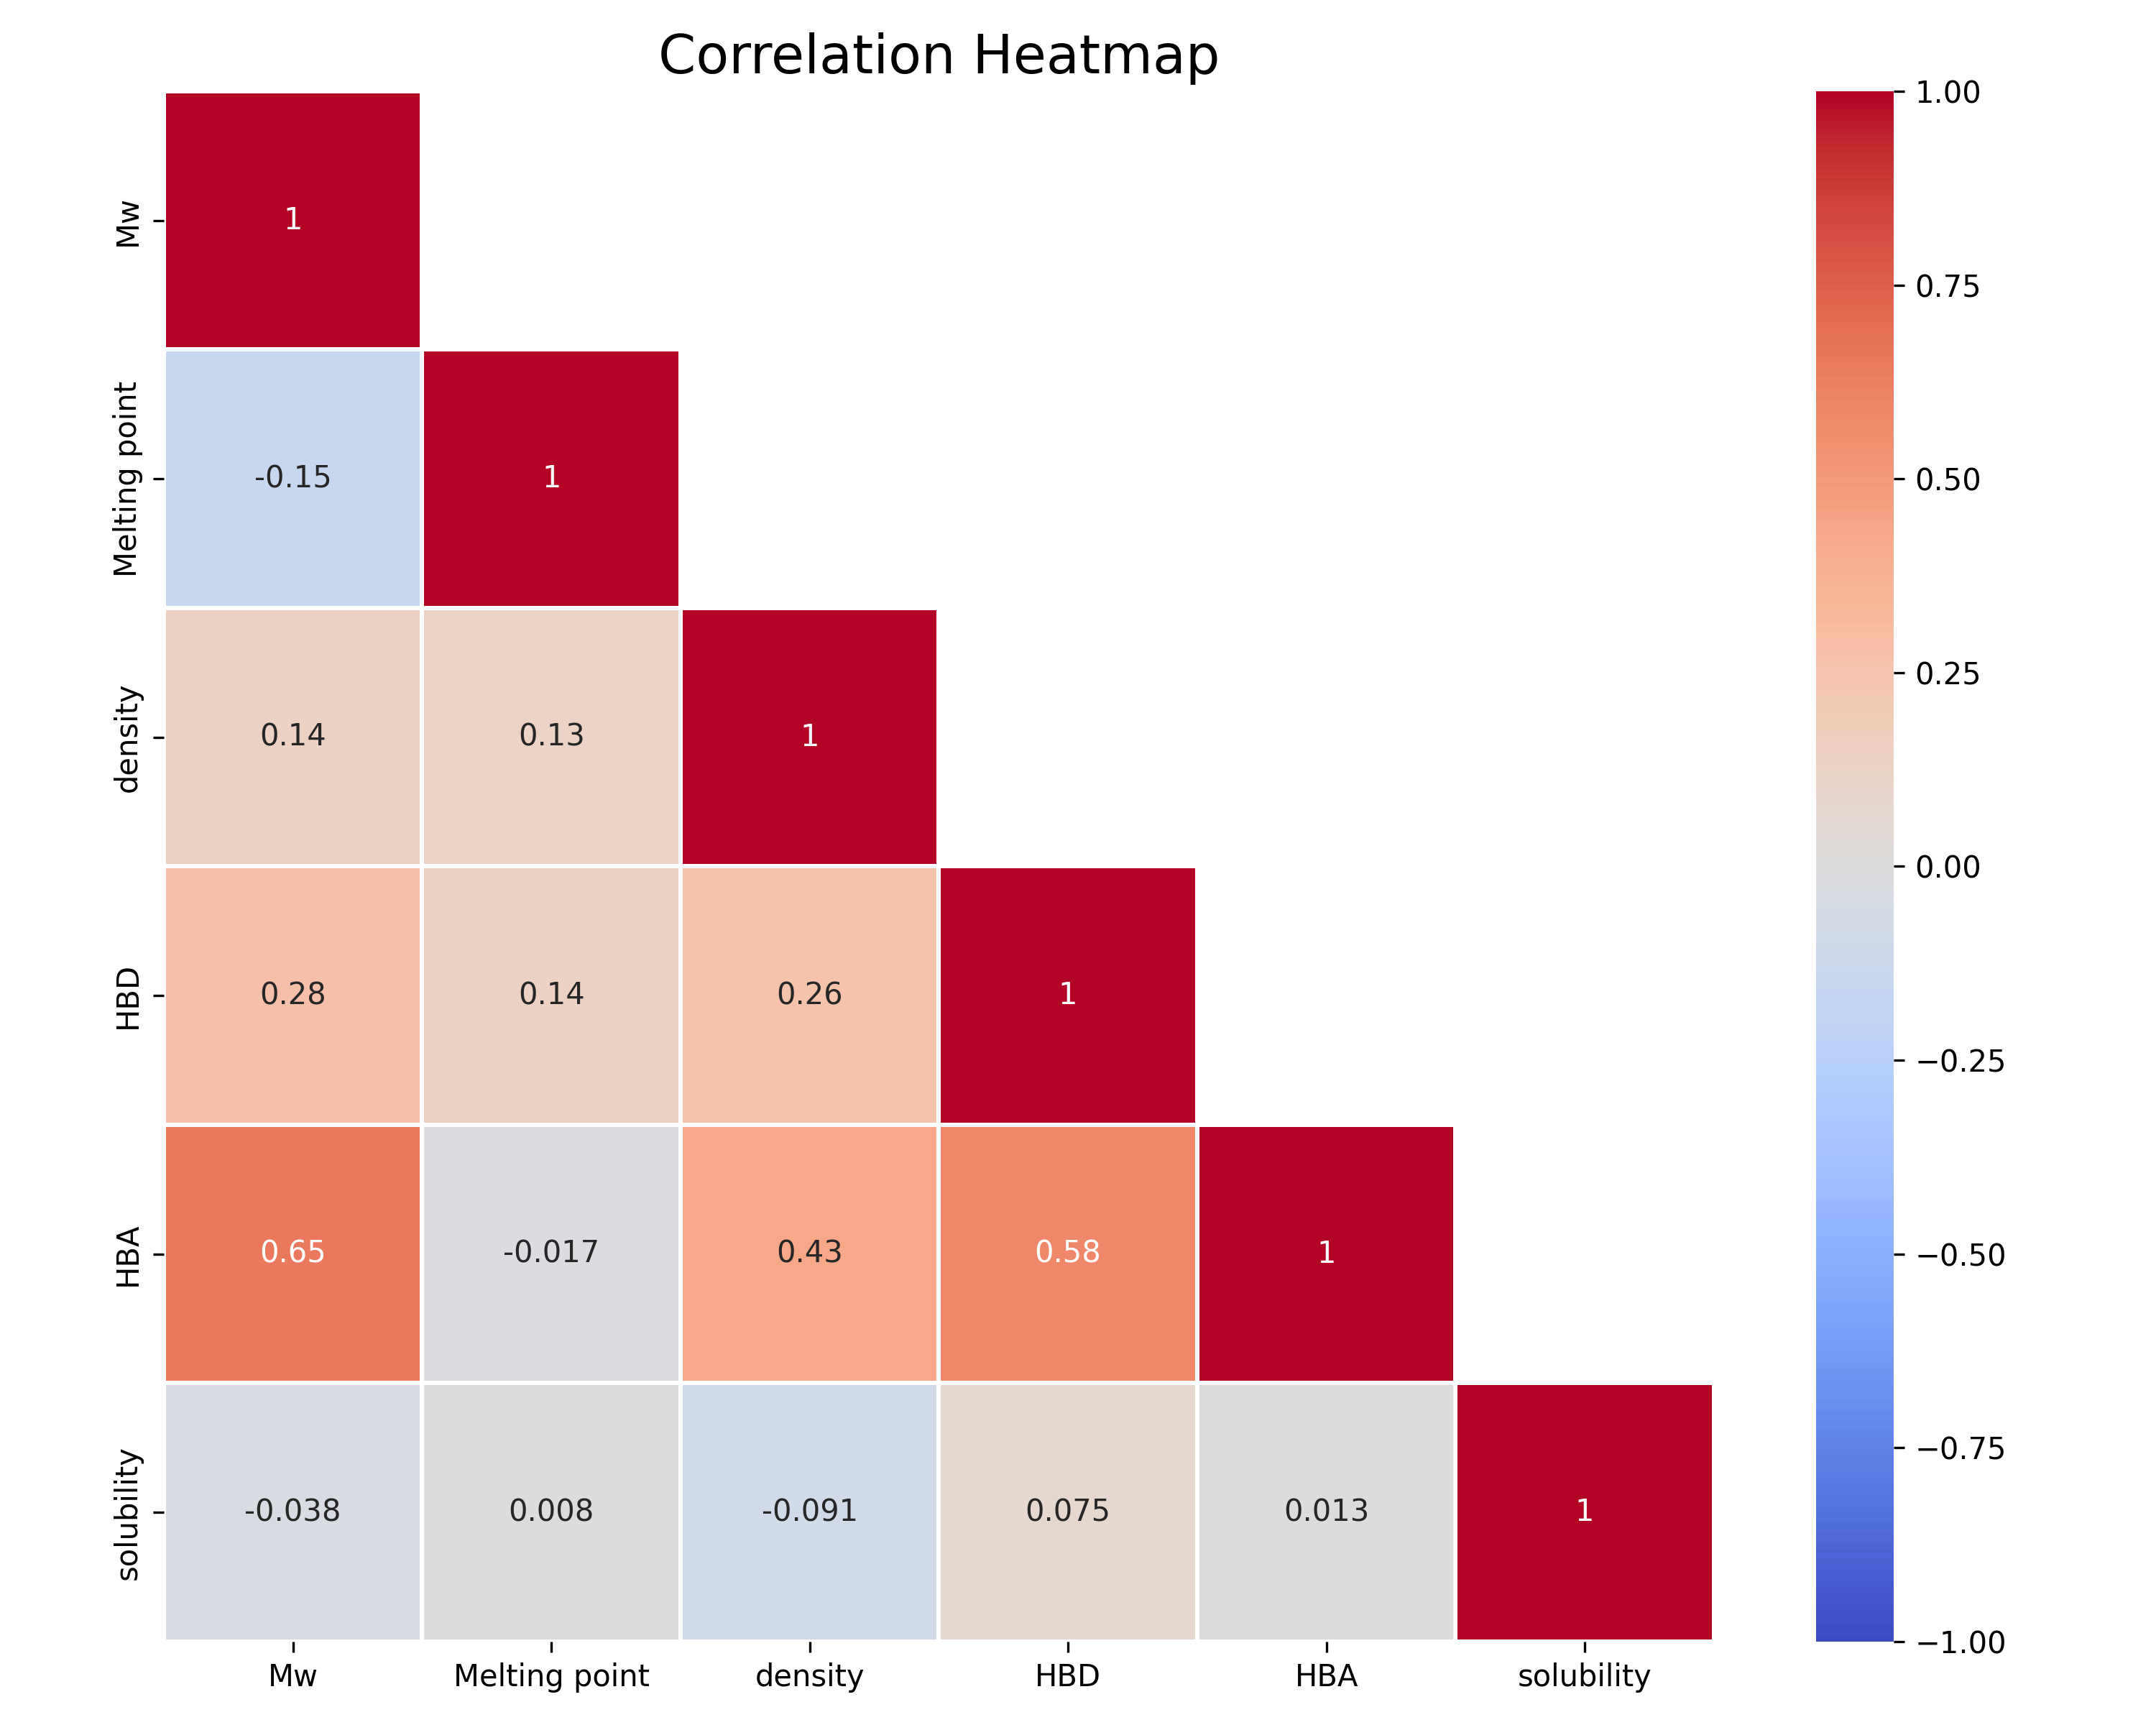 Correlation Heatmap
Mw
1
Melting point
-0.15
1
density
0.14
0.13
1
HBD
0.28
0.14
0.26
1
HBA
0.65
-0.017
0.43
0.58
1
solubility
-0.038
0.008
-0.091
0.075
0.013
1
Mw
Melting point
density
HBD
HBA
solubility
1.00
0.75
0.50
0.25
0.00
−0.25
−0.50
−0.75
−1.00